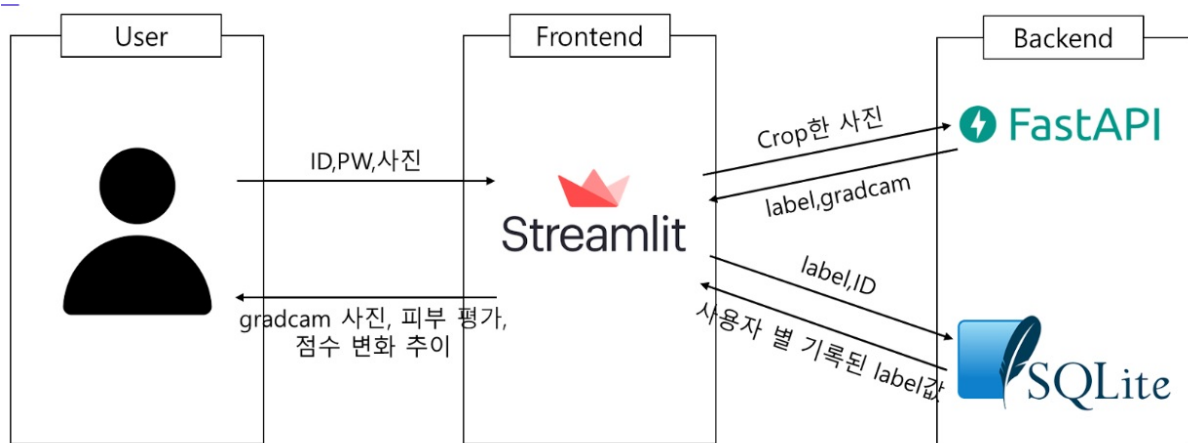 User
Frontend
Backend
ID,PW,사진
gradcam 사진, 피부 평가,
점수 변화 추이
Streamlit
Crop한 사진
label,gradcam
label,ID
사용자 별 기록된 label값
FastAPI
SQLite